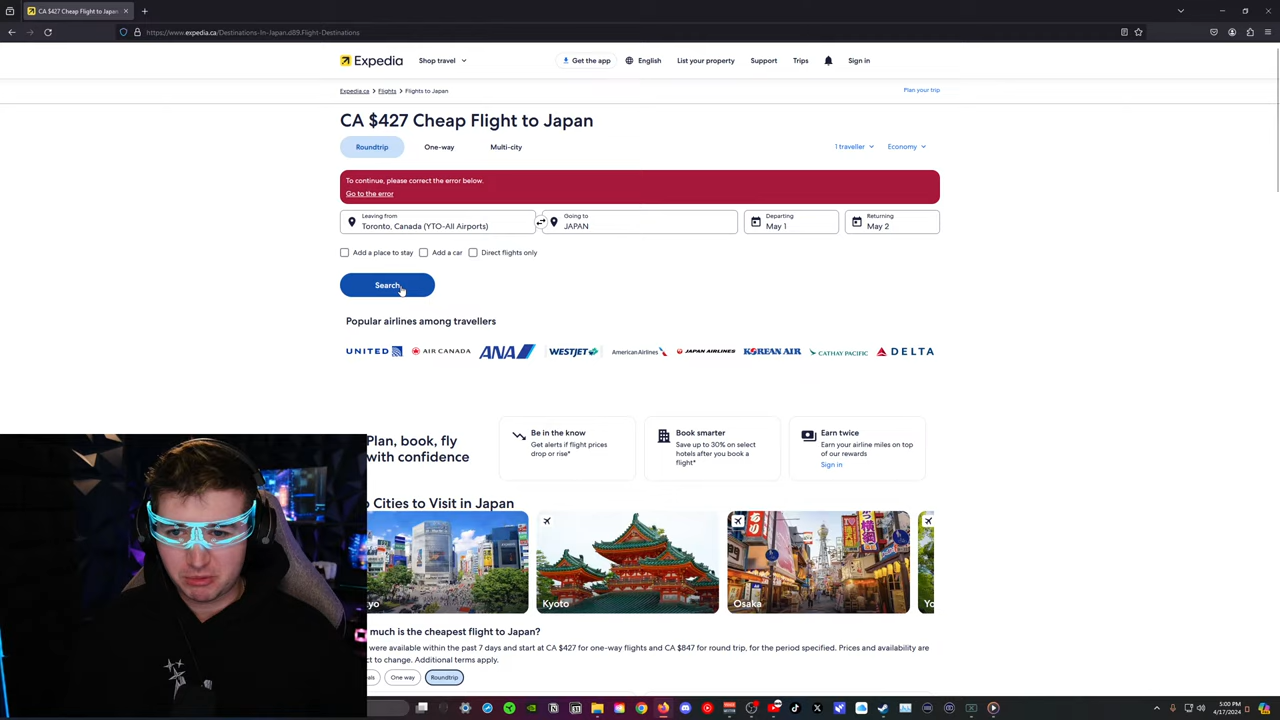 CA $427 Cheap Flight to Japan
https://www.expedia.ca/Destinations-In-Japan.d89.Flight-Destinations
Expedia
Shop travel
Get the app
English
List your property
Support
Trips
Sign in
Expedia.ca
Flights
Flights to Japan
Plan your trip
CA $427 Cheap Flight to Japan
Roundtrip
One-way
Multi-city
1 traveller
Economy
To continue, please correct the error below.
Go to the error
Leaving from
Toronto, Canada (YTO-All Airports)
Going to
JAPAN
Departing
May 1
Returning
May 2
Add a place to stay
Add a car
Direct flights only
Search
Popular airlines among travellers
UNITED
AIR CANADA
ANA
WESTJET
American Airlines
JAPAN AIRLINES
KOREAN AIR
CATHAY PACIFIC
DELTA
Plan, book, fly
with confidence
Be in the know
Get alerts if flight prices
drop or rise*
Book smarter
Save up to 30% on select
hotels after you book a
flight*
Earn twice
Earn your airline miles on top
of our rewards
Sign in
Cities to Visit in Japan
kyo
Kyoto
Osaka
Yo
much is the cheapest flight to Japan?
were available within the past 7 days and start at CA $427 for one-way flights and CA $847 for round trip, for the period specified. Prices and availability are
ct to change. Additional terms apply.
One way
Roundtrip
5:00 PM
4/17/2024